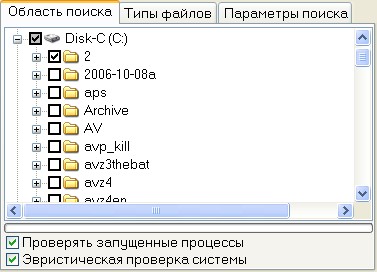 Область поиска Типы файлов Параметры поиска
Disk-C (C:)
2
2006-10-08a
aps
Archive
AV
avp_kill
avz3thebat
avz4
avz4en
Проверять запущенные процессы
Эвристическая проверка системы